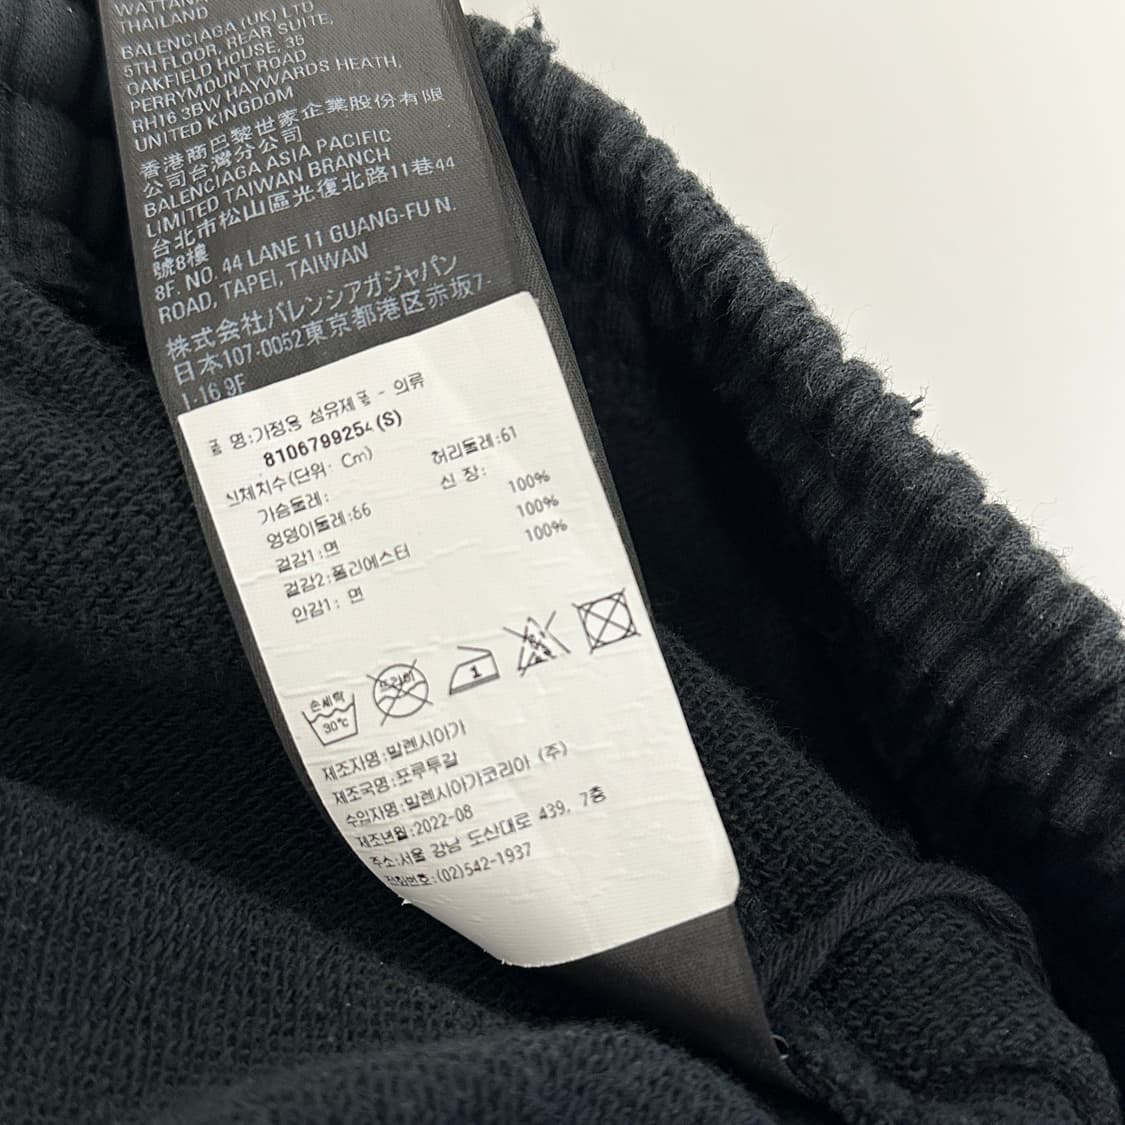 WATTANA
THAILAND
BALENCIAGA (UK) LTD
5TH FLOOR, REAR SUITE,
OAKFIELD HOUSE, 35
PERRYMOUNT ROAD
RH16 3BW HAYWARDS HEATH,
UNITED KINGDOM
香港商巴黎世家企業股份有限
公司台灣分公司
BALENCIAGA ASIA PACIFIC
LIMITED TAIWAN BRANCH
台北市松山區光復北路11巷44
號8樓
8F. NO. 44 LANE 11 GUANG-FU N.
ROAD, TAPEI, TAIWAN
株式会社バレンシアガジャパン
日本107-0052東京都港区赤坂7-
1-16 9F
품 명:가정용 섬유제품 - 의류
8106799254(S)
신체치수(단위: Cm)
가슴둘레: 허리둘레:61
엉덩이둘레:86 신 장:
겉감1:면 100%
겉감2:폴리에스터 100%
안감1: 면 100%
손세탁
30℃
드라이
1
제조자명:발렌시아가
제조국명:포루투갈
수입자명:발렌시아가코리아 (주)
제조년월:2022-08
주소:서울 강남 도산대로 439, 7층
전화번호:(02)542-1937